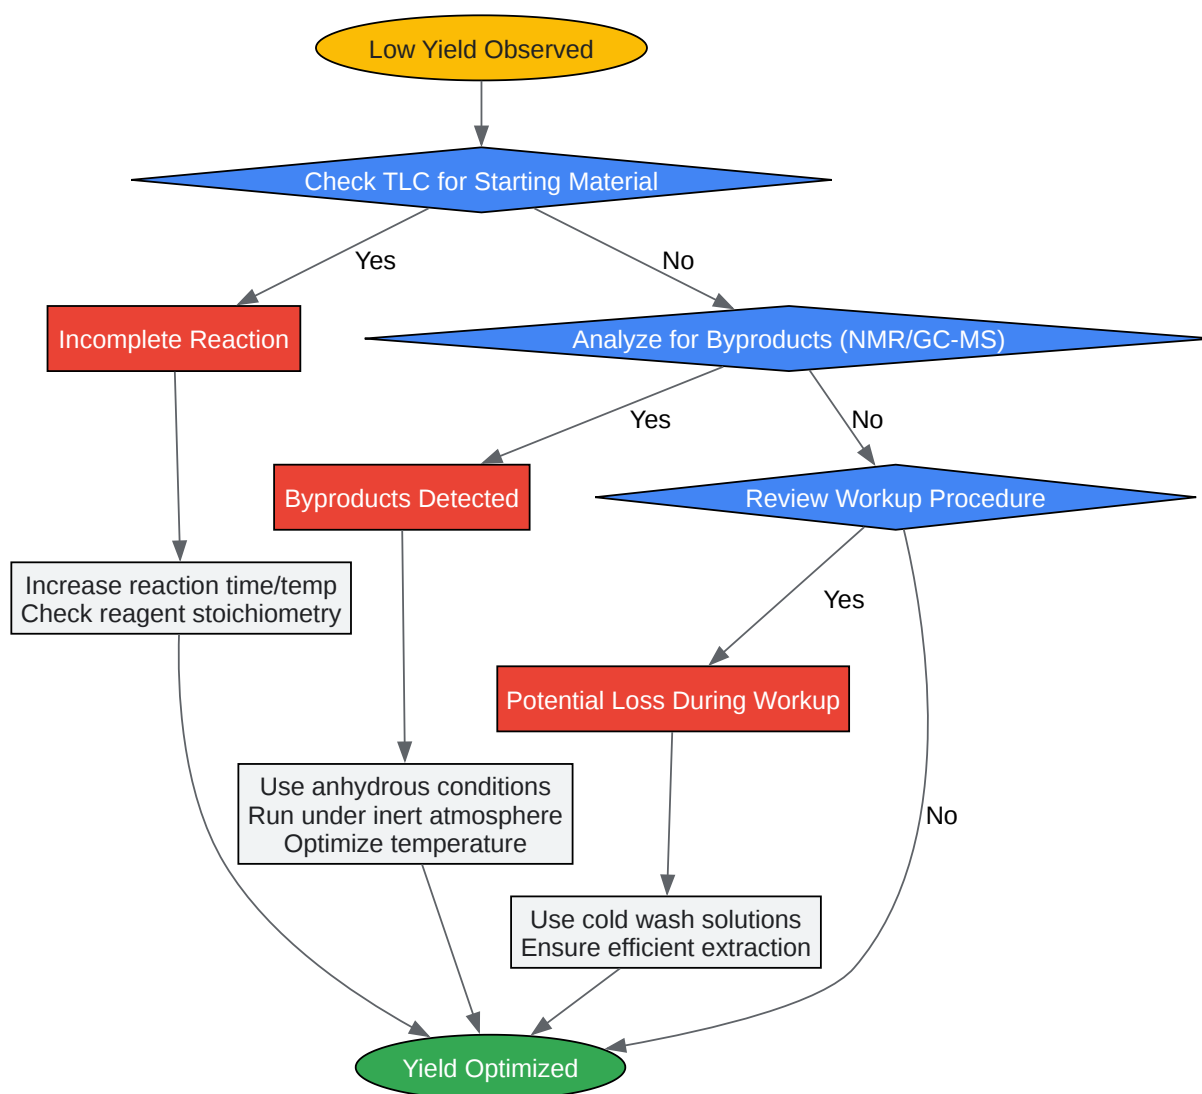 Low Yield Observed
Check TLC for Starting Material
Yes
No
Incomplete Reaction
Analyze for Byproducts (NMR/GC-MS)
Yes
No
Byproducts Detected
Review Workup Procedure
Increase reaction time/temp
Check reagent stoichiometry
Yes
Potential Loss During Workup
Use anhydrous conditions
Run under inert atmosphere
Optimize temperature
No
Use cold wash solutions
Ensure efficient extraction
Yield Optimized